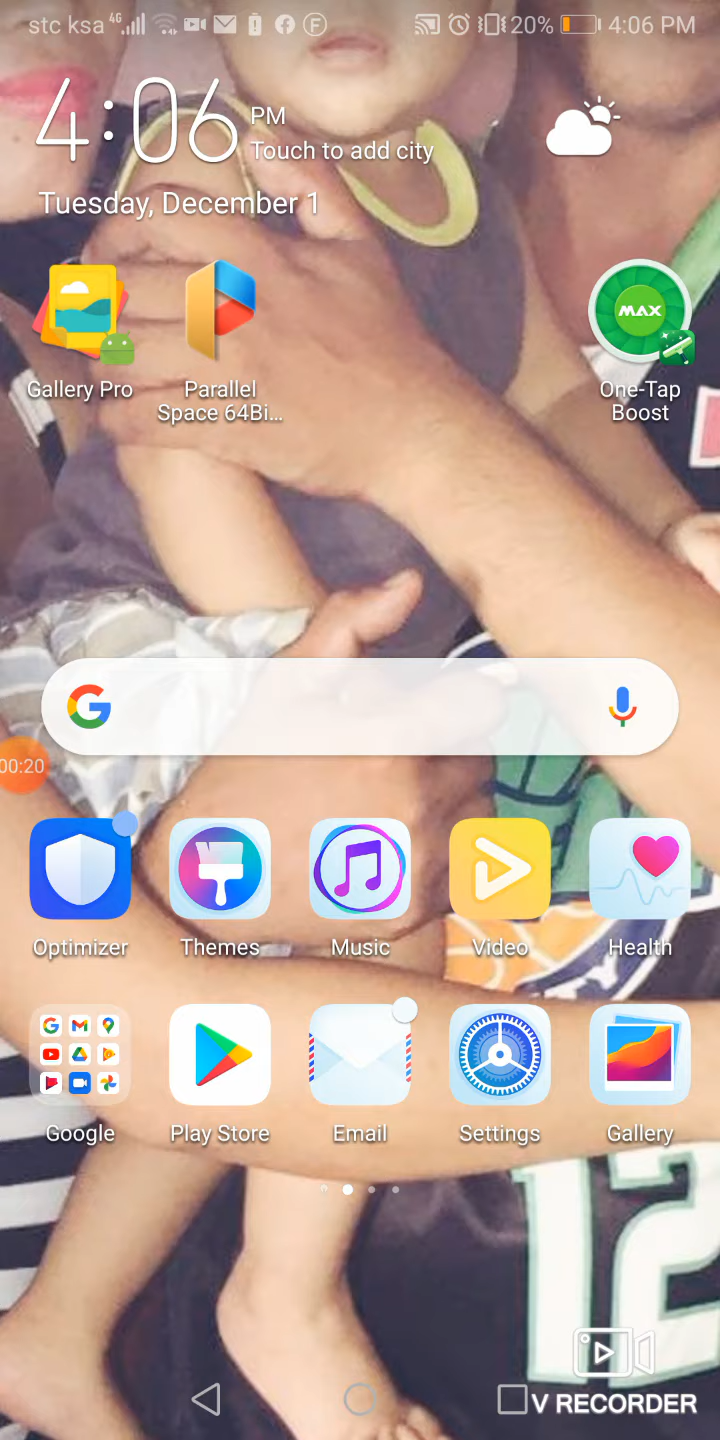 stc ksa 4G 20% 4:06 PM
4:06 PM
Touch to add city
Tuesday, December 1
MAX
Gallery Pro
Parallel
Space 64Bi...
One-Tap
Boost
00:20
Optimizer
Themes
Music
Video
Health
Google
Play Store
Email
Settings
Gallery
12
V RECORDER